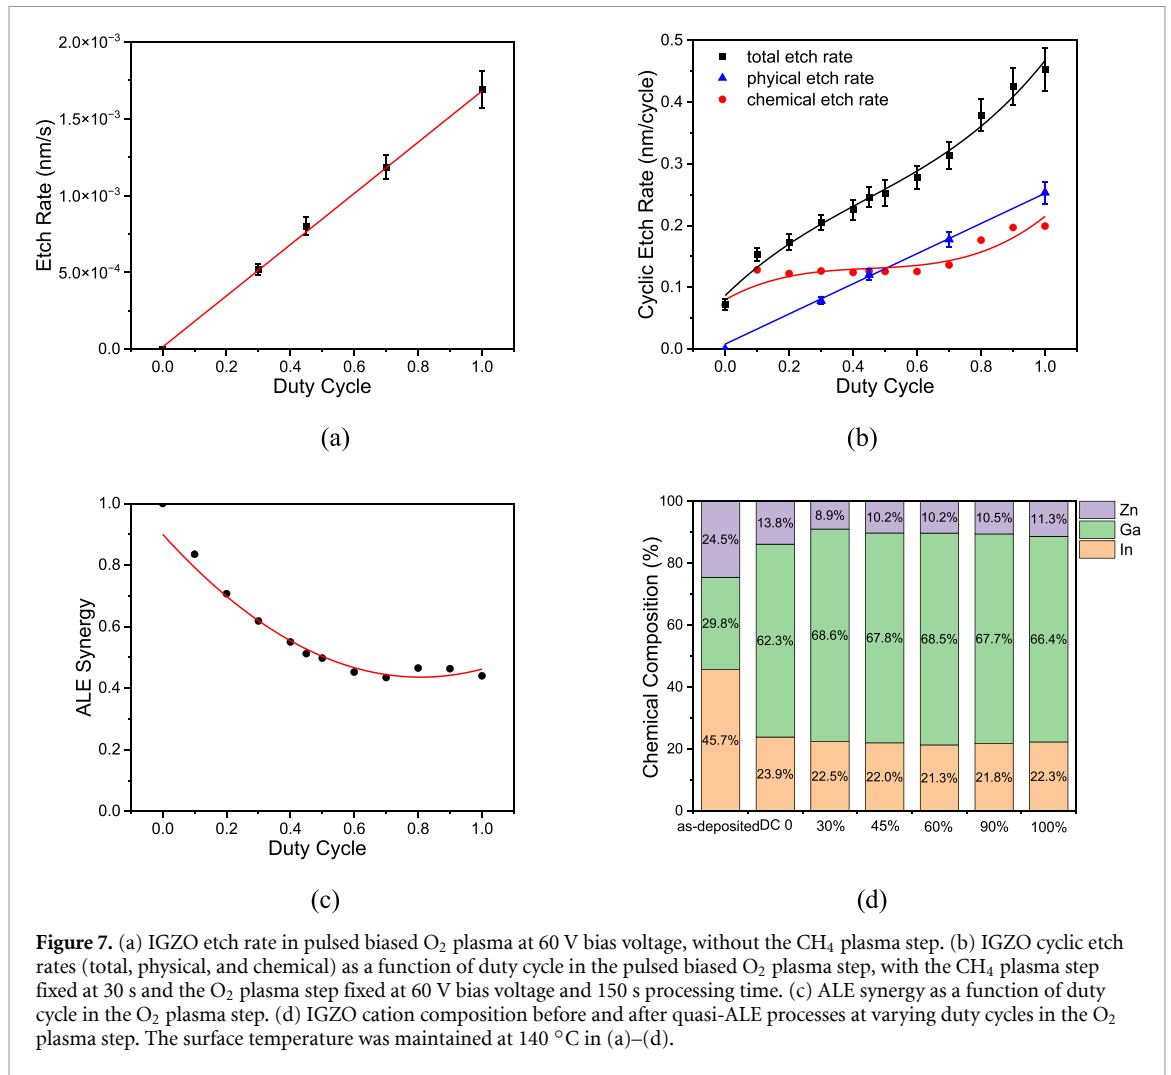 2.0×10⁻³
1.5×10⁻³
1.0×10⁻³
5.0×10⁻⁴
0.0
Etch Rate (nm/s)
0.0 0.2 0.4 0.6 0.8 1.0
Duty Cycle
(a)
0.5
0.4
0.3
0.2
0.1
0.0
Cyclic Etch Rate (nm/cycle)
total etch rate
phyical etch rate
chemical etch rate
0.0 0.2 0.4 0.6 0.8 1.0
Duty Cycle
(b)
1.0
0.8
0.6
0.4
0.2
0.0
ALE Synergy
0.0 0.2 0.4 0.6 0.8 1.0
Duty Cycle
(c)
100
80
60
40
20
0
Chemical Composition (%)
Zn
Ga
In
24.5% 13.8% 8.9% 10.2% 10.2% 10.5% 11.3%
29.8% 62.3% 68.6% 67.8% 68.5% 67.7% 66.4%
45.7% 23.9% 22.5% 22.0% 21.3% 21.8% 22.3%
as-deposited DC 0 30% 45% 60% 90% 100%
(d)
Figure 7. (a) IGZO etch rate in pulsed biased O₂ plasma at 60 V bias voltage, without the CH₄ plasma step. (b) IGZO cyclic etch
rates (total, physical, and chemical) as a function of duty cycle in the pulsed biased O₂ plasma step, with the CH₄ plasma step
fixed at 30 s and the O₂ plasma step fixed at 60 V bias voltage and 150 s processing time. (c) ALE synergy as a function of duty
cycle in the O₂ plasma step. (d) IGZO cation composition before and after quasi-ALE processes at varying duty cycles in the O₂
plasma step. The surface temperature was maintained at 140 °C in (a)–(d).